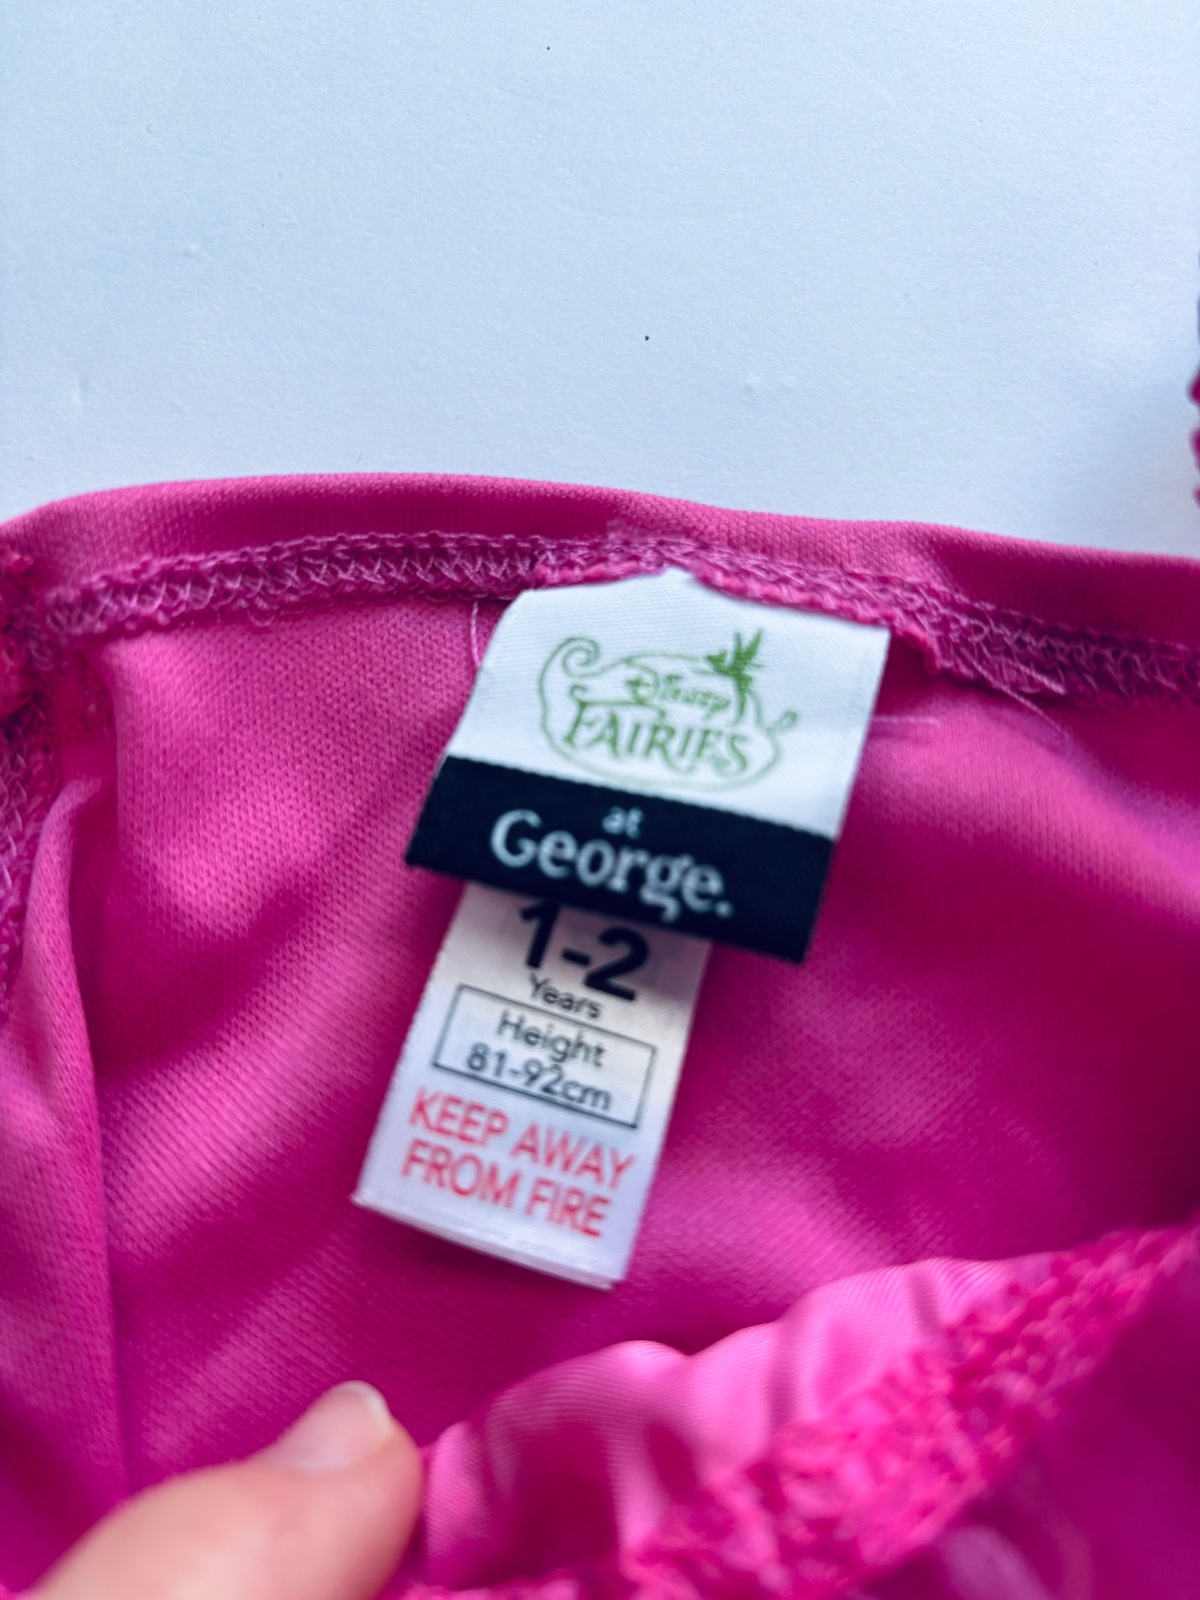 Disney
FAIRIES
at
George.
1-2
Years
Height
81-92cm
KEEP AWAY
FROM FIRE